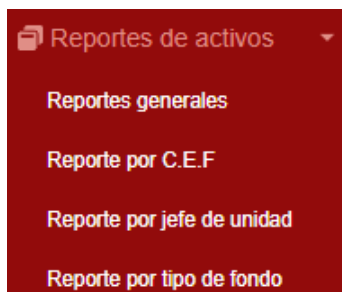 Reportes de activos
Reportes generales
Reporte por C.E.F
Reporte por jefe de unidad
Reporte por tipo de fondo